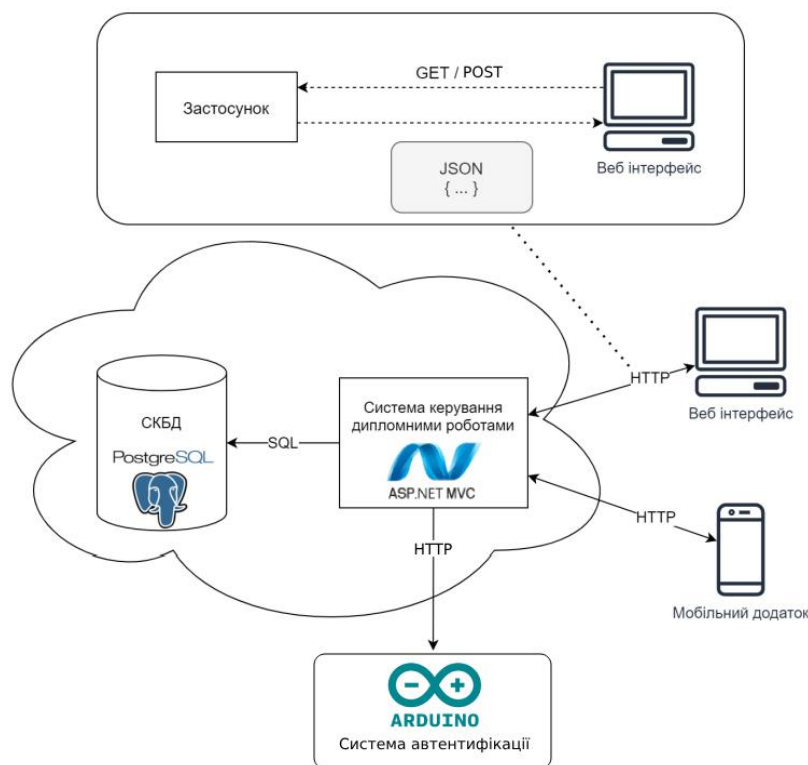 GET / POST
Застосунок
Веб інтерфейс
JSON
{ ... }
СКБД
PostgreSQL
SQL
Система керування
дипломними роботами
ASP.NET MVC
HTTP
Веб інтерфейс
HTTP
Мобільний додаток
HTTP
ARDUINO
Система автентифікації